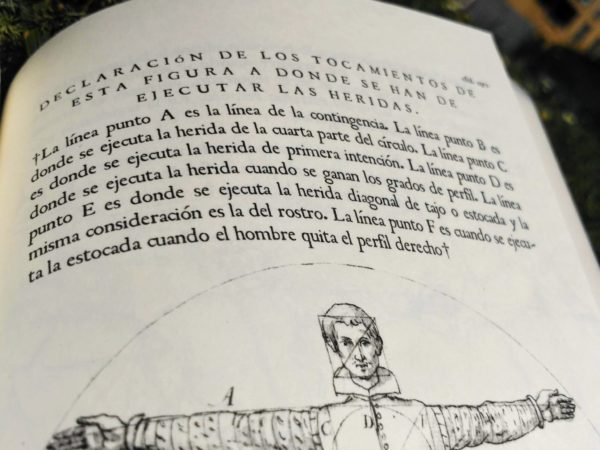 DECLARACIÓN DE LOS TOCAMIENTOS DE
ESTA FIGURA A DONDE SE HAN DE
EJECUTAR LAS HERIDAS.
†La línea punto A es la línea de la contingencia. La línea punto B es
donde se ejecuta la herida de la cuarta parte del círculo. La línea punto C
es donde se ejecuta la herida de primera intención. La línea punto D es
donde se ejecuta la herida cuando se ganan los grados de perfil. La línea
punto E es donde se ejecuta la herida diagonal de tajo o estocada y la
misma consideración es la del rostro. La línea punto F es cuando se ejecu-
ta la estocada cuando el hombre quita el perfil derecho†
A
C D I